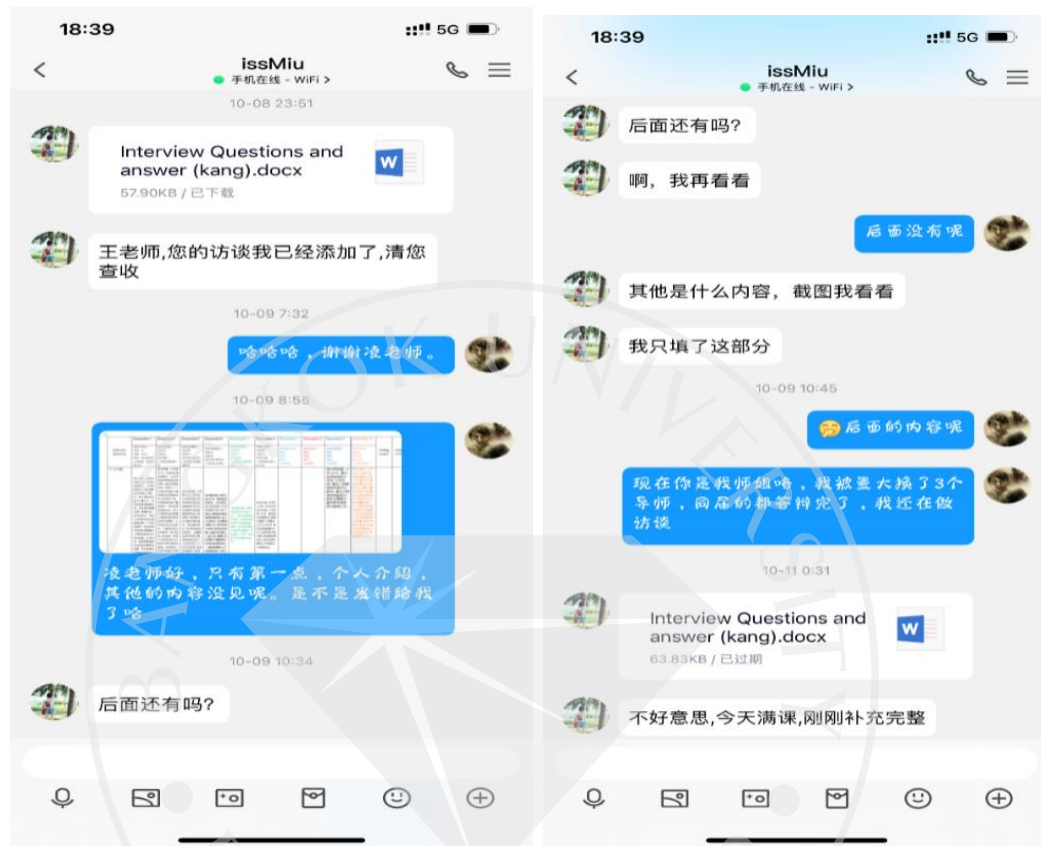 18:39
5G
issMiu
手机在线 - WiFi >
10-08 23:51
Interview Questions and
answer (kang).docx
57.90KB / 已下载
王老师,您的访谈我已经添加了,清您
查收
10-09 7:32
哈哈哈，谢谢凌老师。
10-09 8:55
凌老师好，只有第一点，个人介绍，
其他的内容没见呢。是不是发错给我
了哈
10-09 10:34
后面还有吗？
18:39
5G
issMiu
手机在线 - WiFi >
后面还有吗？
啊，我再看看
后面没有呢
其他是什么内容，截图我看看
我只填了这部分
10-09 10:45
后面的内容呢
现在你是我师姐咯，我被曼大换了3个
导师，同届的都答辩完了，我还在做
访谈
10-11 0:31
Interview Questions and
answer (kang).docx
63.83KB / 已过期
不好意思,今天满课,刚刚补充完整
BANGKOK UNIVERSITY